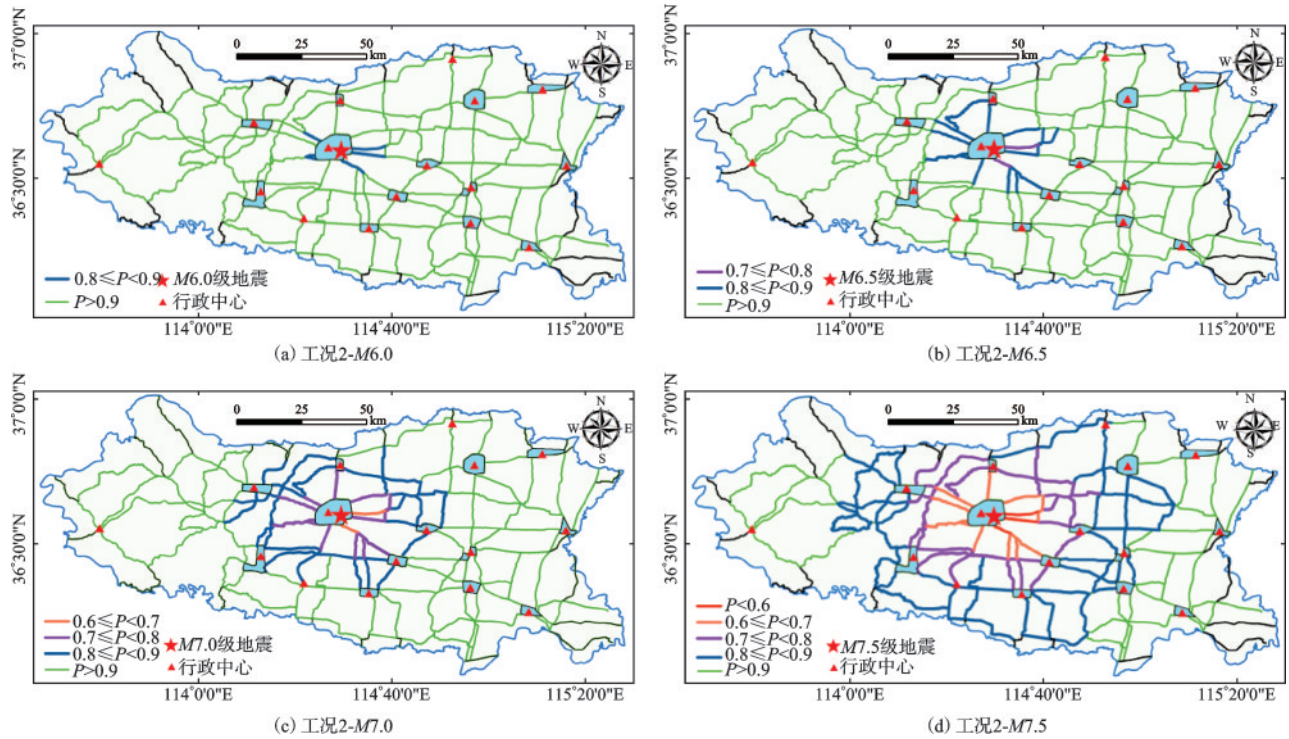 37°0′0″N
36°30′0″N
0 25 50
km
N
W E
S
0.8≤P<0.9
P>0.9
M6.0级地震
行政中心
114°00′E 114°40′0"E 115°20′0"E
(a) 工况2-M6.0
37°0′0″N
36°30′0″N
0 25 50
km
N
W E
S
0.7≤P<0.8
0.8≤P<0.9
P>0.9
M6.5级地震
行政中心
114°00′E 114°40′0"E 115°20′0"E
(b) 工况2-M6.5
37°0′0″N
36°30′0″N
0 25 50
km
N
W E
S
0.6≤P<0.7
0.7≤P<0.8
0.8≤P<0.9
P>0.9
M7.0级地震
行政中心
114°00′E 114°40′0"E 115°20′0"E
(c) 工况2-M7.0
37°0′0″N
36°30′0″N
0 25 50
km
N
W E
S
P<0.6
0.6≤P<0.7
0.7≤P<0.8
0.8≤P<0.9
P>0.9
M7.5级地震
行政中心
114°00′E 114°40′0"E 115°20′0"E
(d) 工况2-M7.5